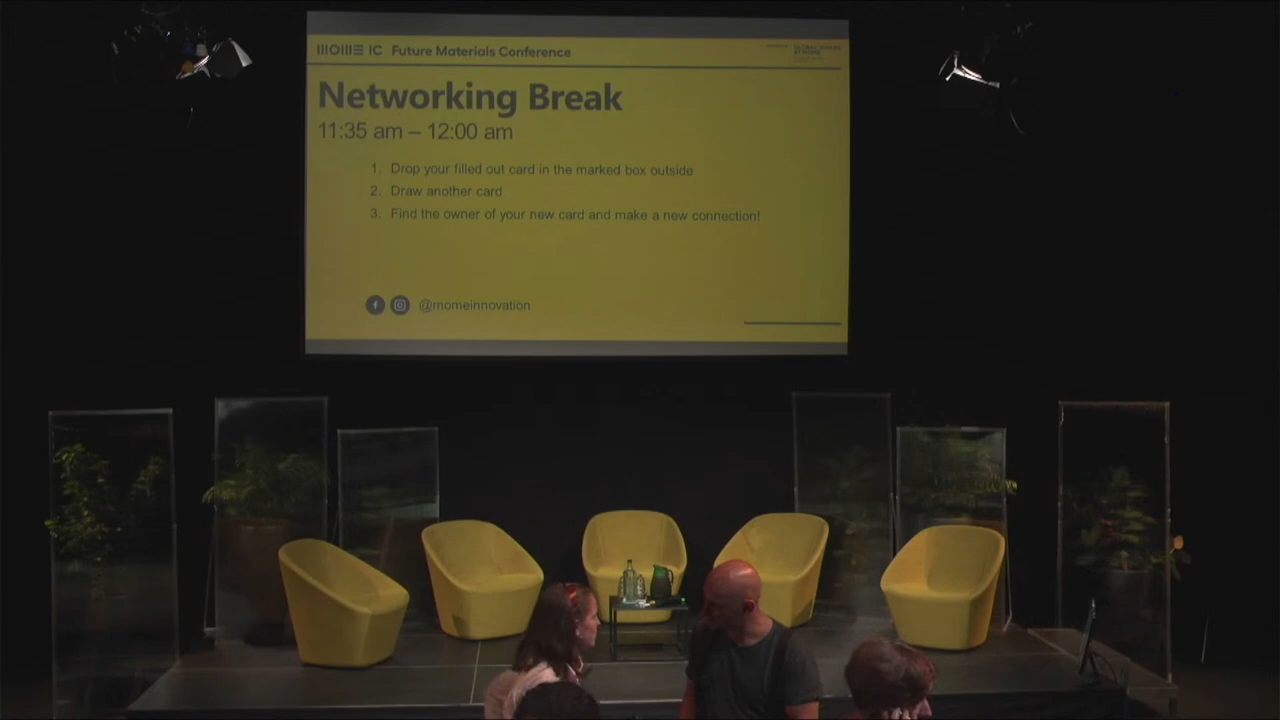 MOME IC Future Materials Conference
Networking Break
11:35 am – 12:00 am
1. Drop your filled out card in the marked box outside
2. Draw another card
3. Find the owner of your new card and make a new connection!
@momeinnovation